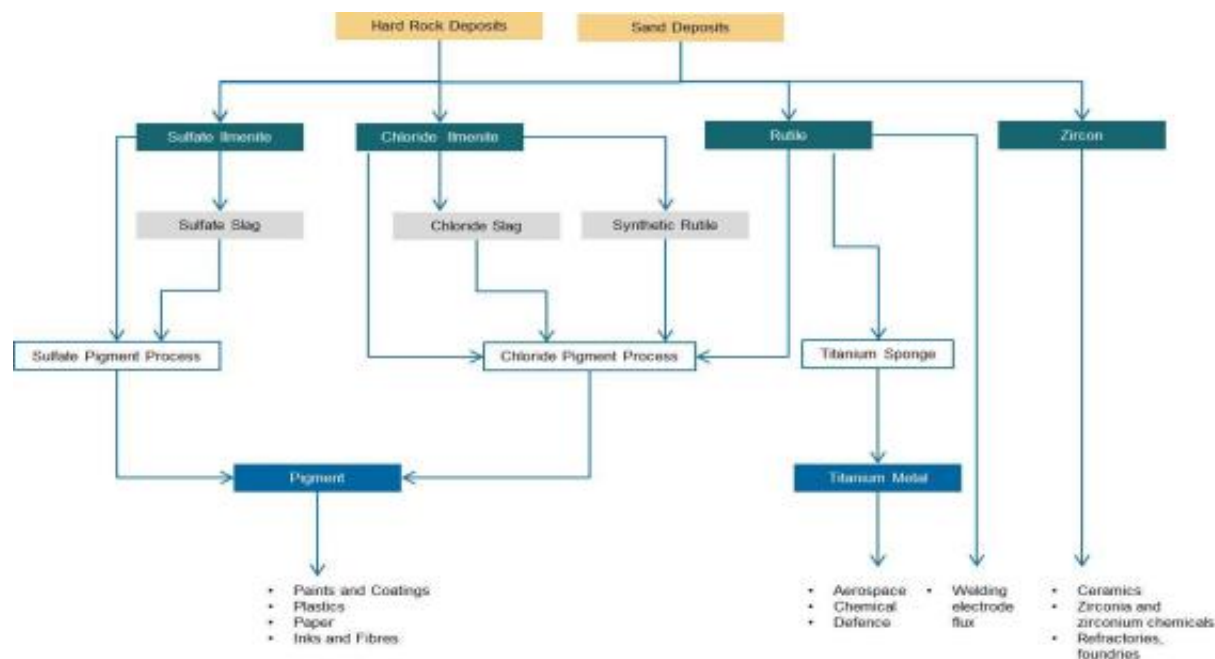 Hard Rock Deposits
Sand Deposits
Sulfate Ilmenite
Chloride Ilmenite
Rutile
Zircon
Sulfate Slag
Chloride Slag
Synthetic Rutile
Sulfate Pigment Process
Chloride Pigment Process
Titanium Sponge
Pigment
Titanium Metal
• Paints and Coatings
• Plastics
• Paper
• Inks and Fibres
• Aerospace
• Chemical
• Defence
• Welding
electrode
flux
• Ceramics
• Zirconia and
zirconium chemicals
• Refractories,
foundries